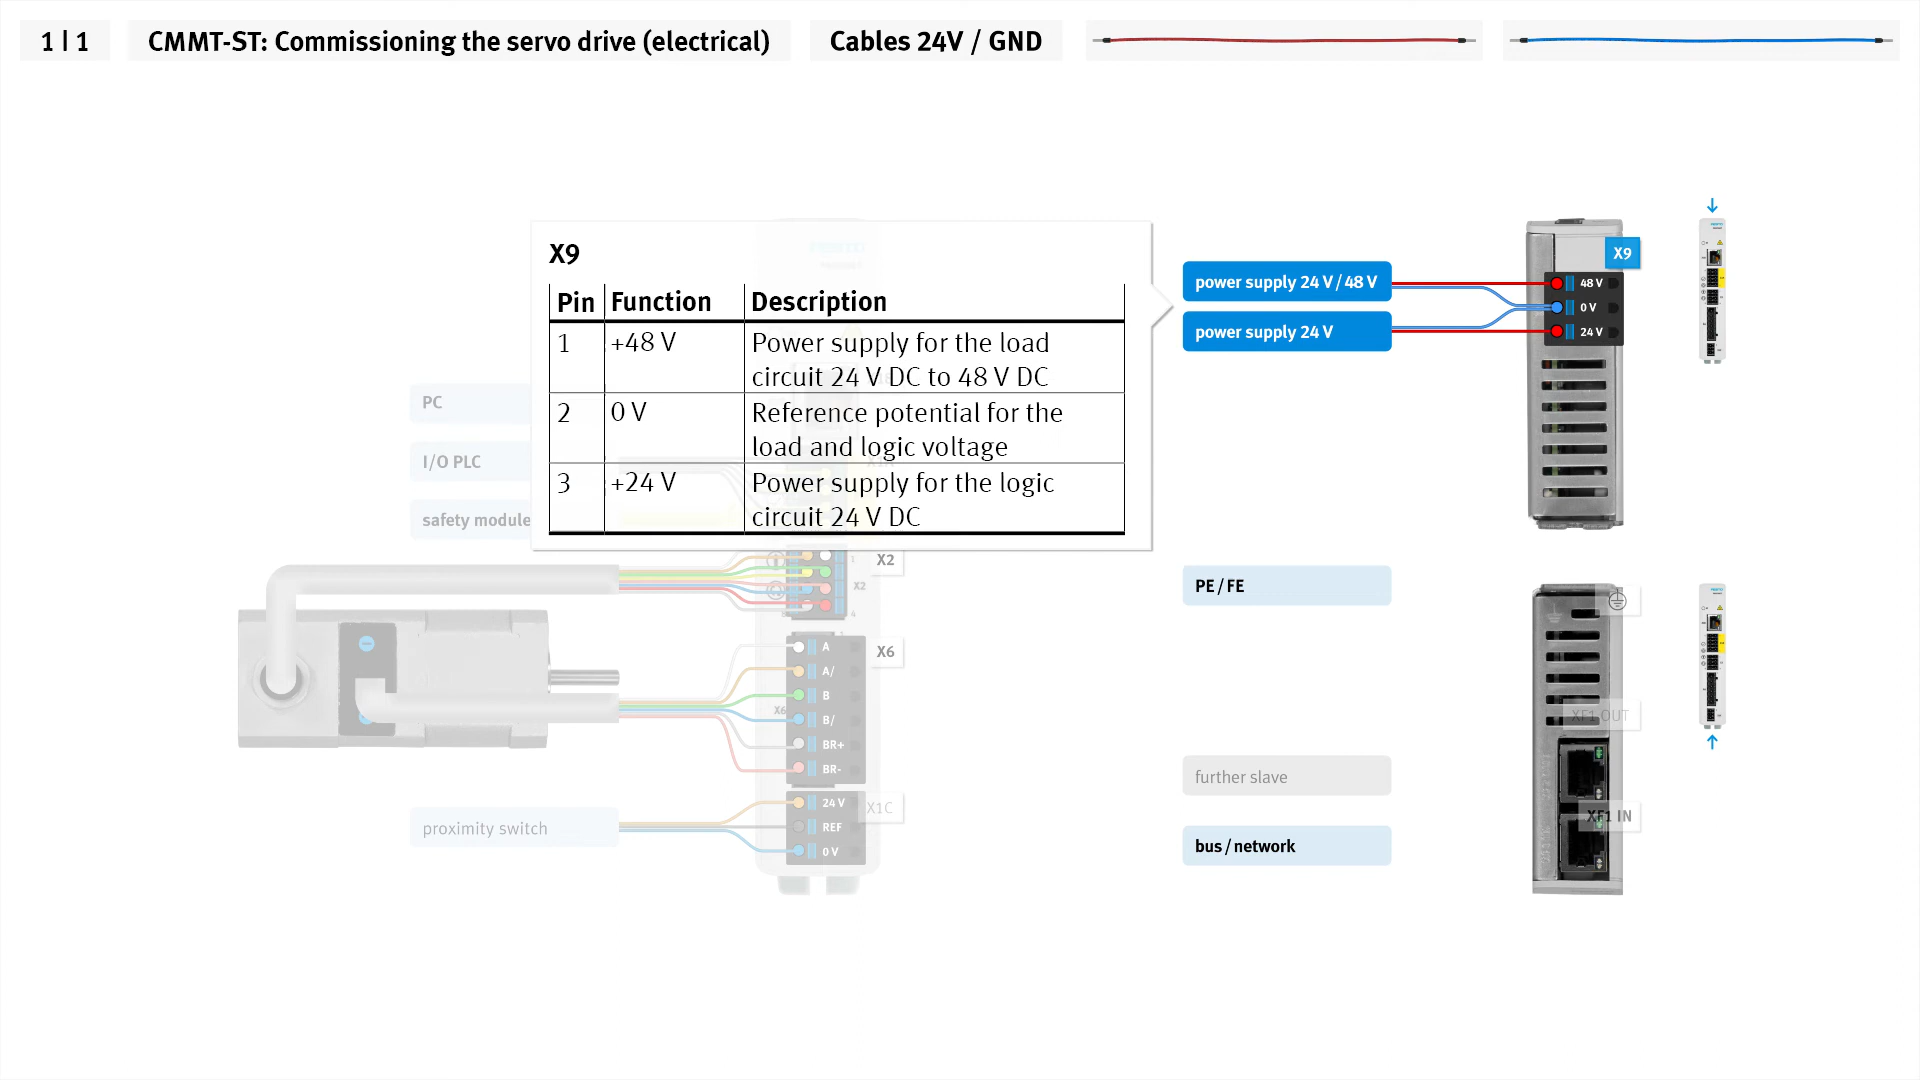 1 | 1
CMMT-ST: Commissioning the servo drive (electrical)
Cables 24V / GND
X9
Pin Function Description
1 +48 V Power supply for the load
circuit 24 V DC to 48 V DC
2 0 V Reference potential for the
load and logic voltage
3 +24 V Power supply for the logic
circuit 24 V DC
power supply 24 V / 48 V
power supply 24 V
X9
48 V
0 V
24 V
PC
I/O PLC
safety module
X2
X2
PE / FE
X6
A
A/
B
X6
B/
BR+
BR-
XF1 OUT
further slave
24 V
X1C
REF
0 V
proximity switch
XF1 IN
bus / network